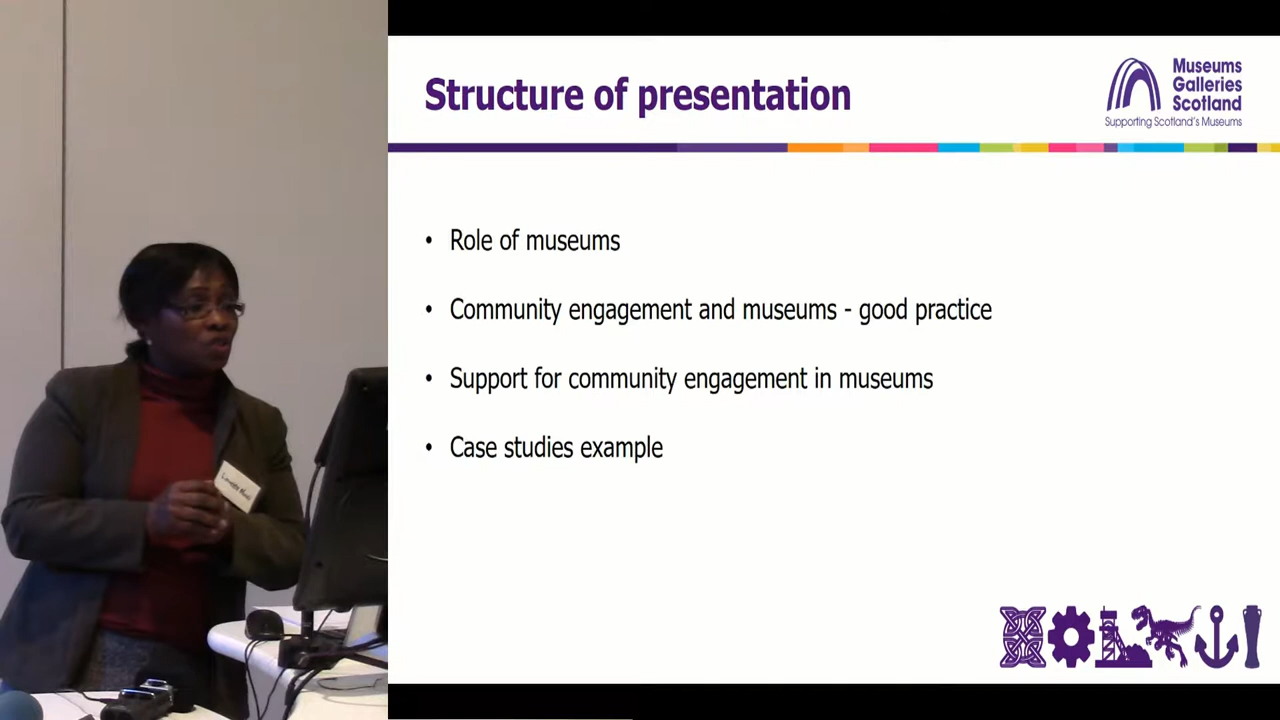 Structure of presentation
Museums
Galleries
Scotland
Supporting Scotland's Museums
• Role of museums
• Community engagement and museums - good practice
• Support for community engagement in museums
• Case studies example